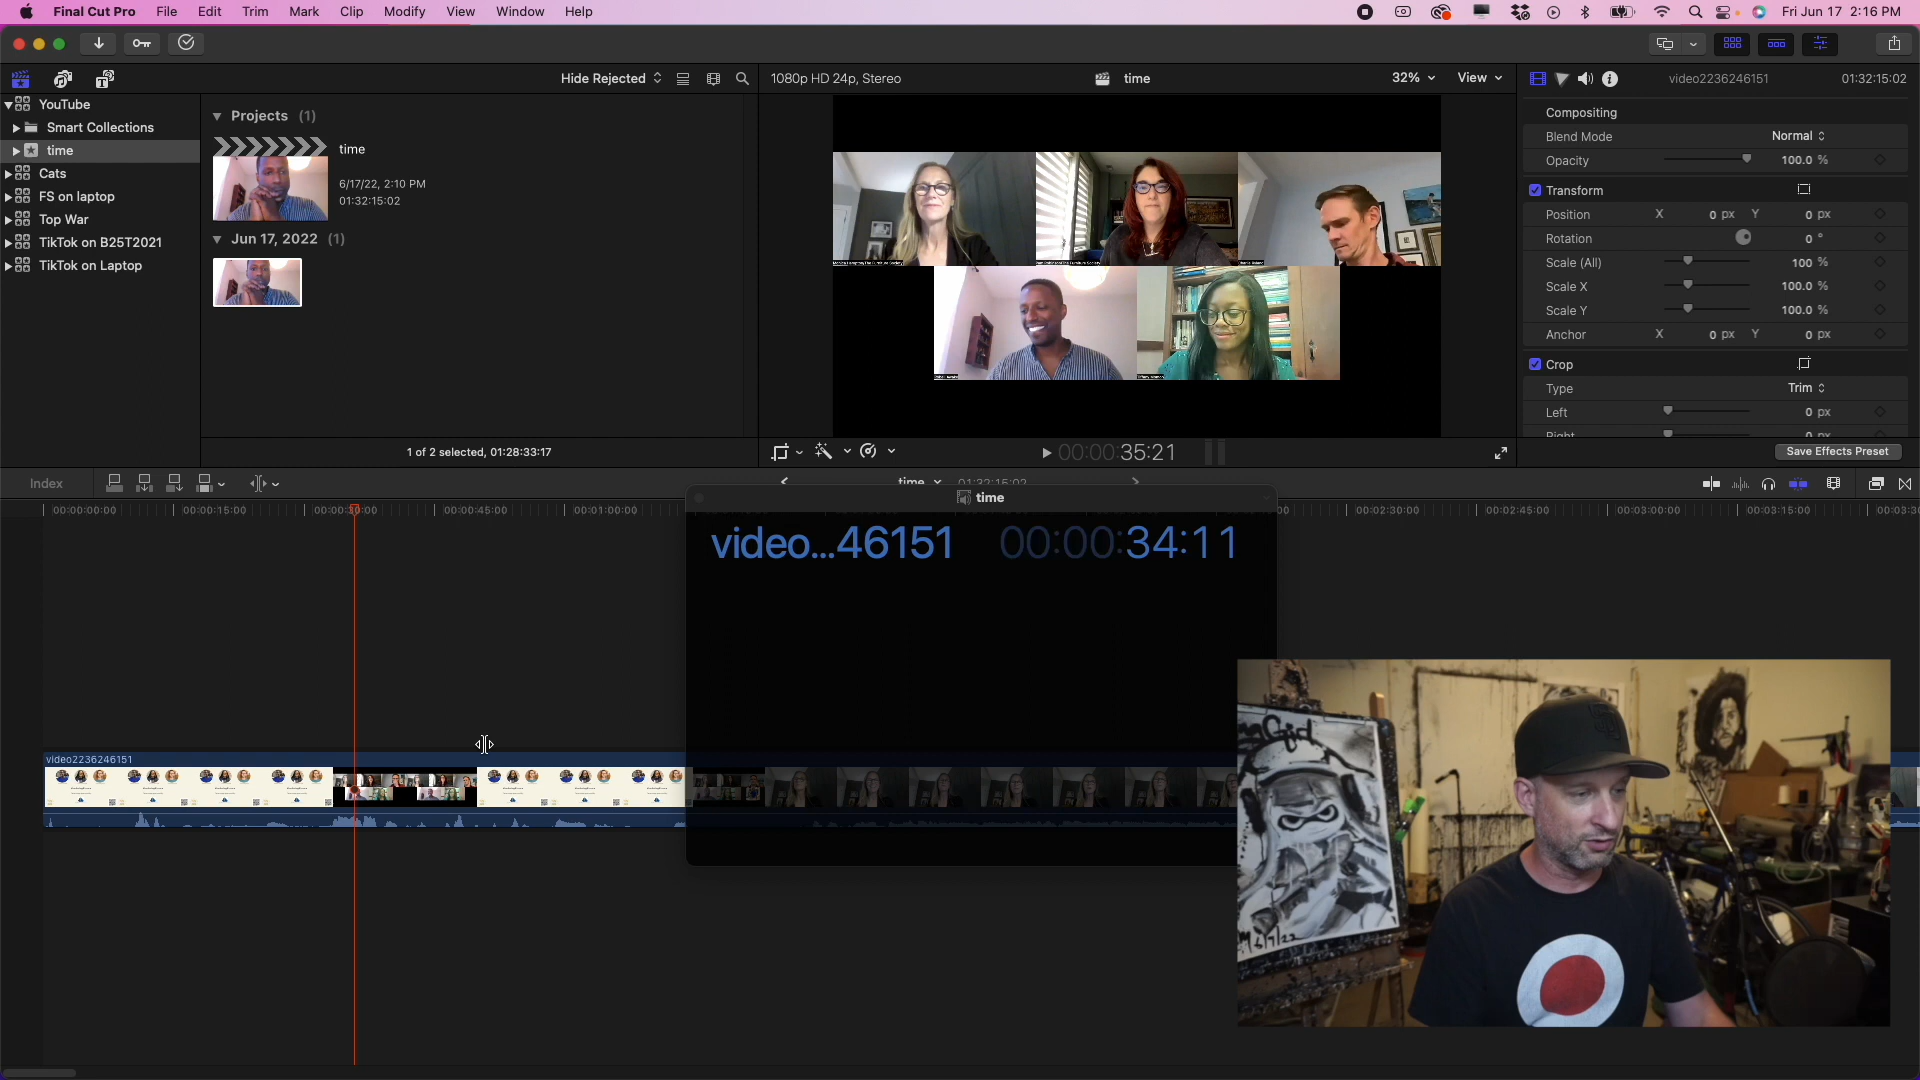 Final Cut Pro File Edit Trim Mark Clip Modify View Window Help
Fri Jun 17 2:16 PM
Hide Rejected
1080p HD 24p, Stereo
time
32%
View
video2236246151
01:32:15:02
YouTube
Smart Collections
time
Cats
FS on laptop
Top War
TikTok on B25T2021
TikTok on Laptop
Projects (1)
time
6/17/22, 2:10 PM
01:32:15:02
Jun 17, 2022 (1)
1 of 2 selected, 01:28:33:17
00:00:35:21
Compositing
Blend Mode Normal
Opacity 100.0 %
Transform
Position X 0 px Y 0 px
Rotation 0 °
Scale (All) 100 %
Scale X 100.0 %
Scale Y 100.0 %
Anchor X 0 px Y 0 px
Crop
Type Trim
Left 0 px
Right 0 px
Save Effects Preset
Index
time 01:32:15:02
00:00:00:00 00:00:15:00 00:00:30:00 00:00:45:00 00:01:00:00 00:02:30:00 00:02:45:00 00:03:00:00 00:03:15:00
time
video...46151 00:00:34:11
video2236246151